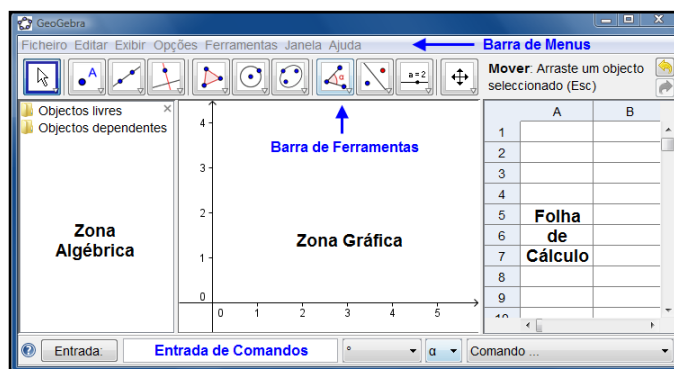 GeoGebra
Ficheiro Editar Exibir Opções Ferramentas Janela Ajuda
Barra de Menus
A
α
a=2
Mover: Arraste um objecto
seleccionado (Esc)
Barra de Ferramentas
Objectos livres
Objectos dependentes
Zona
Algébrica
4
3
2
1
0
0 1 2 3 4 5
Zona Gráfica
A B
1
2
3
4
5 Folha
6 de
7 Cálculo
8
9
10
Entrada: Entrada de Comandos ° α Comando ...